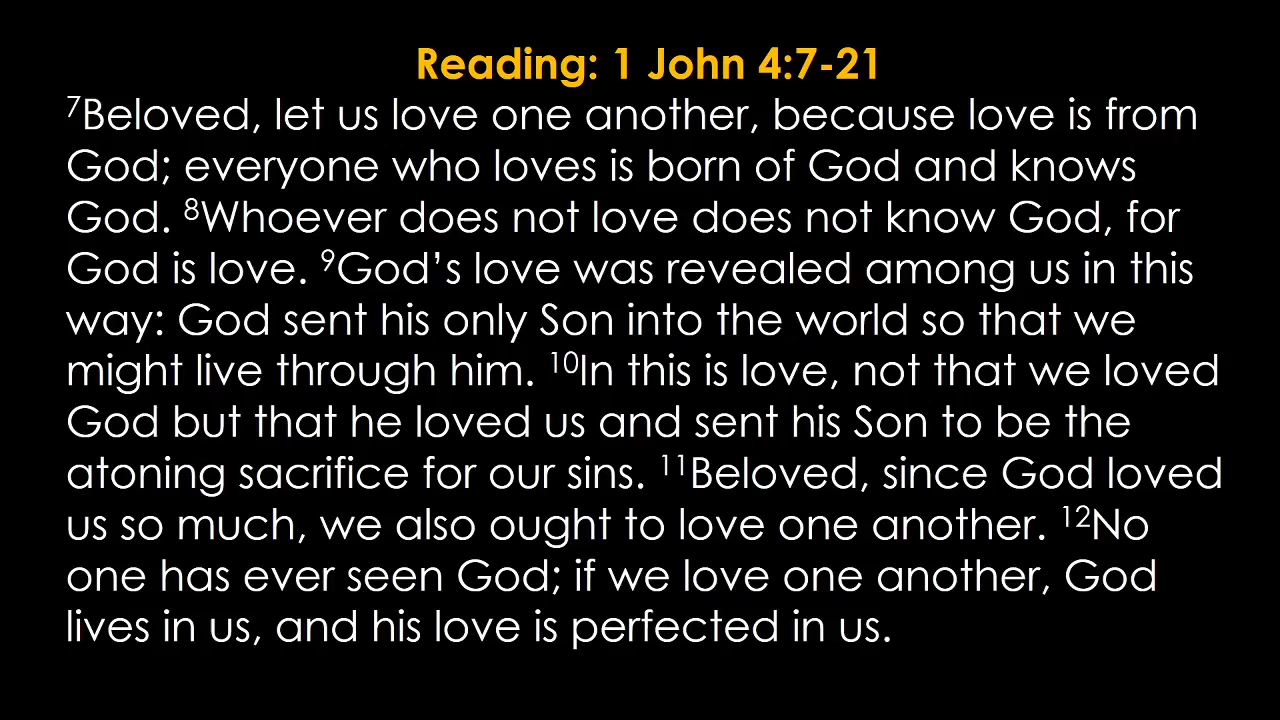 Reading: 1 John 4:7-21
⁷Beloved, let us love one another, because love is from
God; everyone who loves is born of God and knows
God. ⁸Whoever does not love does not know God, for
God is love. ⁹God’s love was revealed among us in this
way: God sent his only Son into the world so that we
might live through him. ¹⁰In this is love, not that we loved
God but that he loved us and sent his Son to be the
atoning sacrifice for our sins. ¹¹Beloved, since God loved
us so much, we also ought to love one another. ¹²No
one has ever seen God; if we love one another, God
lives in us, and his love is perfected in us.